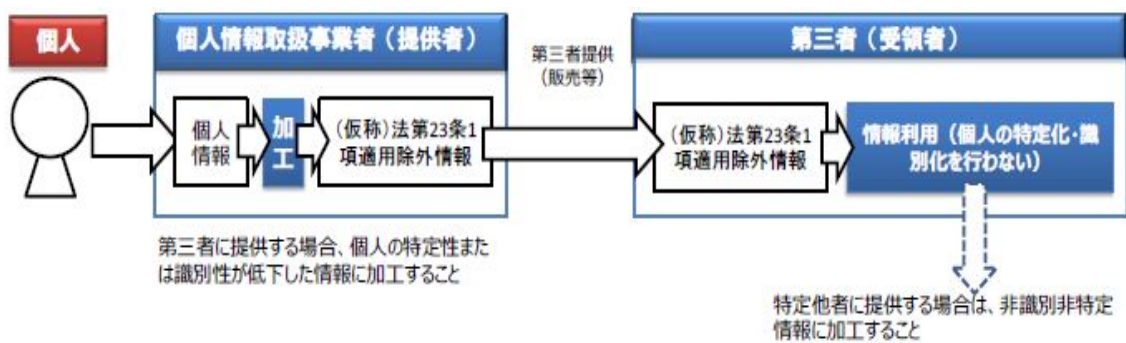 個人
個人情報取扱事業者（提供者）
個人
情報
加
工
(仮称)法第23条1
項適用除外情報
第三者に提供する場合、個人の特定性また
は識別性が低下した情報に加工すること
第三者提供
（販売等）
第三者（受領者）
(仮称)法第23条1
項適用除外情報
情報利用（個人の特定化・識
別化を行わない）
特定他者に提供する場合は、非識別非特定
情報に加工すること